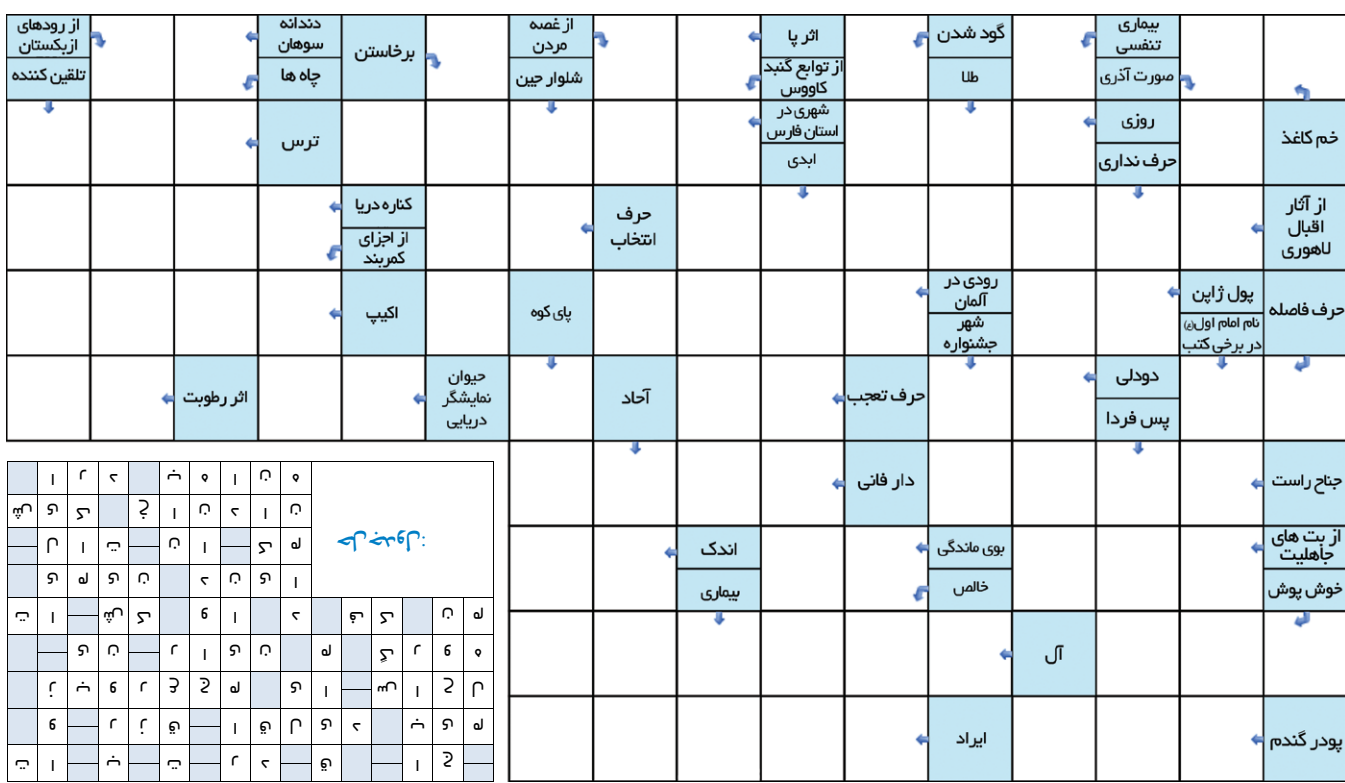 بیماری تنفسی
صورت آذری
گود شدن
طلا
اثر پا
از توابع گنبد کاووس
از غصه مردن
شلوار جین
برخاستن
دندانه سوهان
چاه ها
از رودهای ازبکستان
تلقین کننده
خم کاغذ
روزی
حرف نداری
شهری در استان فارس
ابدی
ترس
از آثار اقبال لاهوری
حرف انتخاب
کناره دریا
از اجزای کمربند
حرف فاصله
پول ژاپن
نام امام اول(ع) در برخی کتب
رودی در آلمان
شهر جشنواره
پای کوه
اکیپ
دودلی
پس فردا
حرف تعجب
آحاد
حیوان نمایشگر دریایی
اثر رطوبت
جناح راست
دار فانی
از بت های جاهلیت
خوش پوش
بوی ماندگی
خالص
اندک
بیماری
آل
پودر گندم
ایراد
حل جدول:
ت ا ب ت ر د ق ا ج
و ر ز ق ا ق ل ی د ب ی م
ز ب و ر ع ج م ی ا س ا ح ل
ی ن ر ا ی ن م گ ر و ه
ت ا ش ک و ا د ف ک ن م
ی م ی ن د ن ی ا
ل ا ت ن ا ک م
ش ی ک خ ا ن د ا ن
ا ر د ب ه ا ن ه